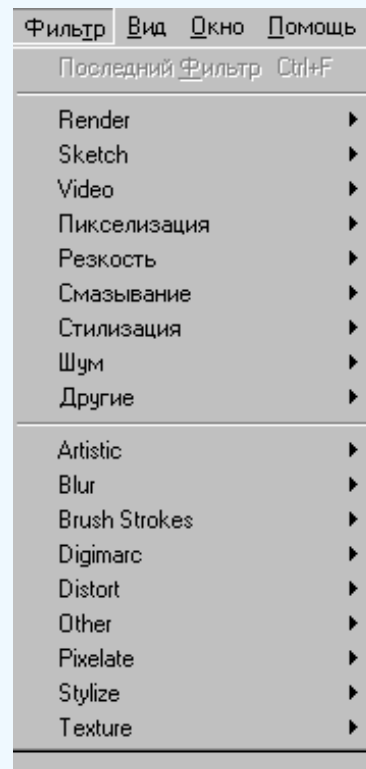 Фильтр Вид Окно Помощь
Последний Фильтр Ctrl+F
Render
Sketch
Video
Пикселизация
Резкость
Смазывание
Стилизация
Шум
Другие
Artistic
Blur
Brush Strokes
Digimarc
Distort
Other
Pixelate
Stylize
Texture